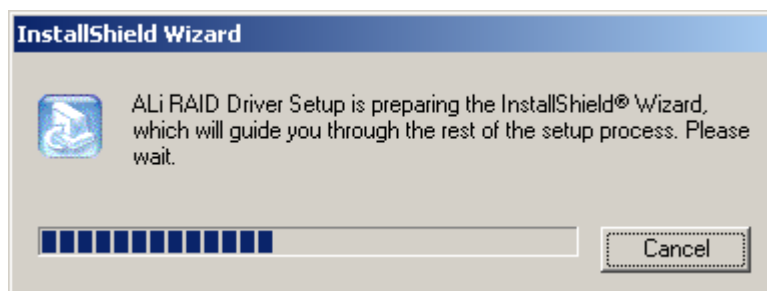 InstallShield Wizard
ALi RAID Driver Setup is preparing the InstallShield® Wizard,
which will guide you through the rest of the setup process. Please
wait.
Cancel